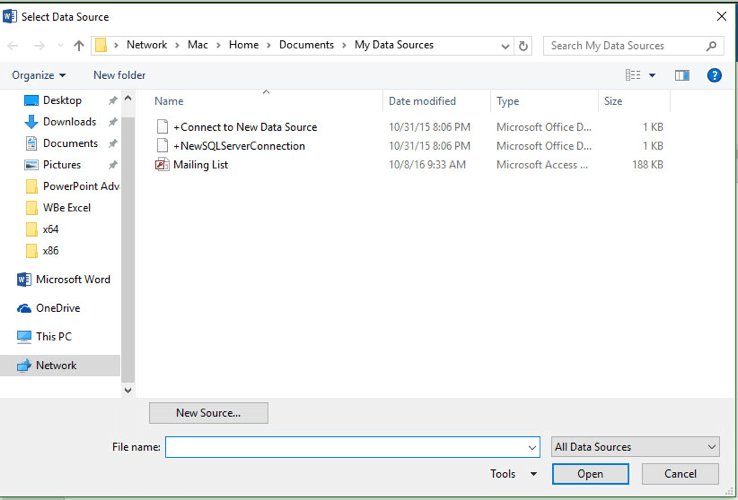 Select Data Source
Network > Mac > Home > Documents > My Data Sources
Search My Data Sources
Organize
New folder
Desktop
Downloads
Documents
Pictures
PowerPoint Adv
WBe Excel
x64
x86
Microsoft Word
OneDrive
This PC
Network
Name Date modified Type Size
+Connect to New Data Source 10/31/15 8:06 PM Microsoft Office D... 1 KB
+NewSQLServerConnection 10/31/15 8:06 PM Microsoft Office D... 1 KB
Mailing List 10/8/16 9:33 AM Microsoft Access ... 188 KB
New Source...
File name:
All Data Sources
Tools
Open
Cancel